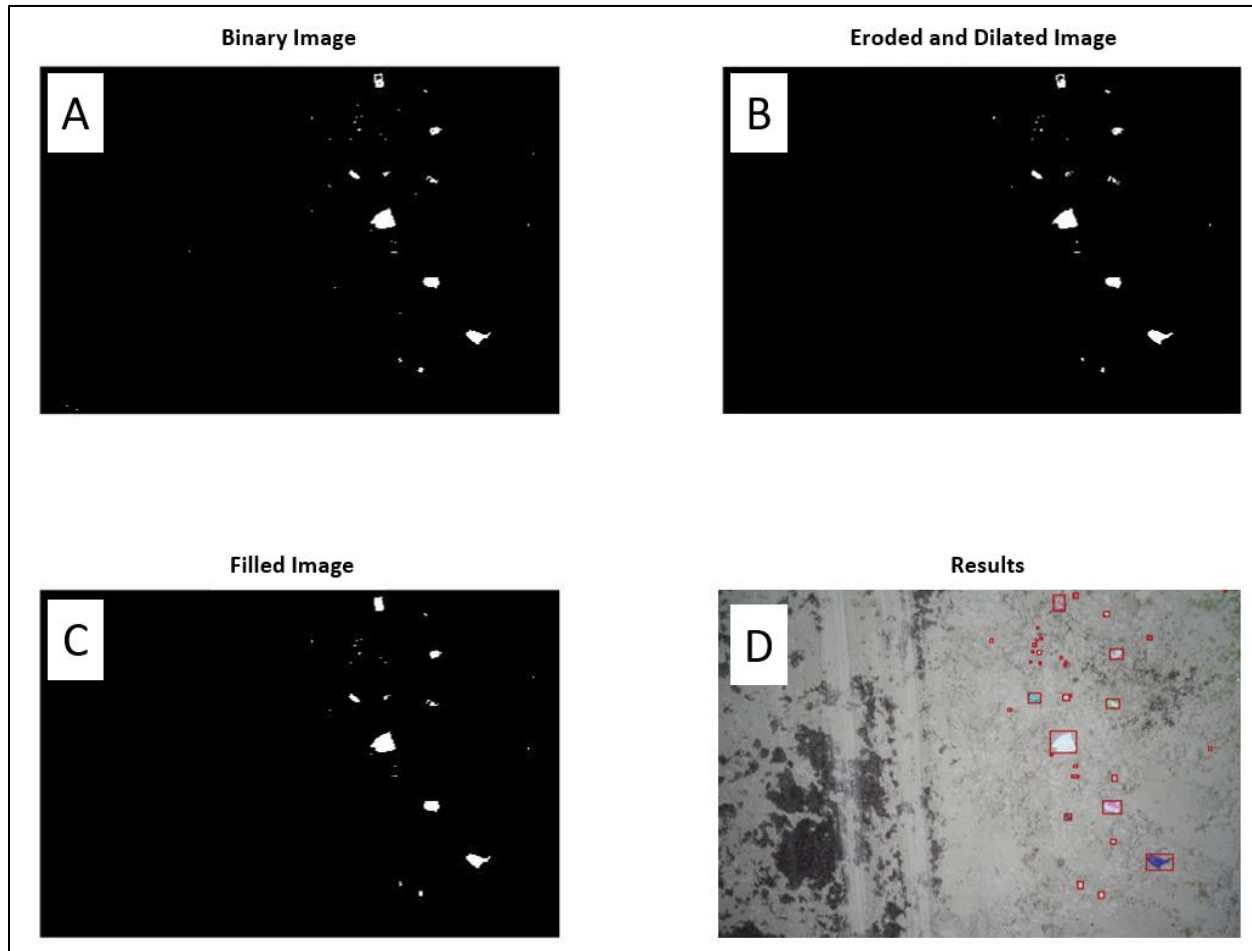 Binary Image
Eroded and Dilated Image
A
B
Filled Image
Results
C
D